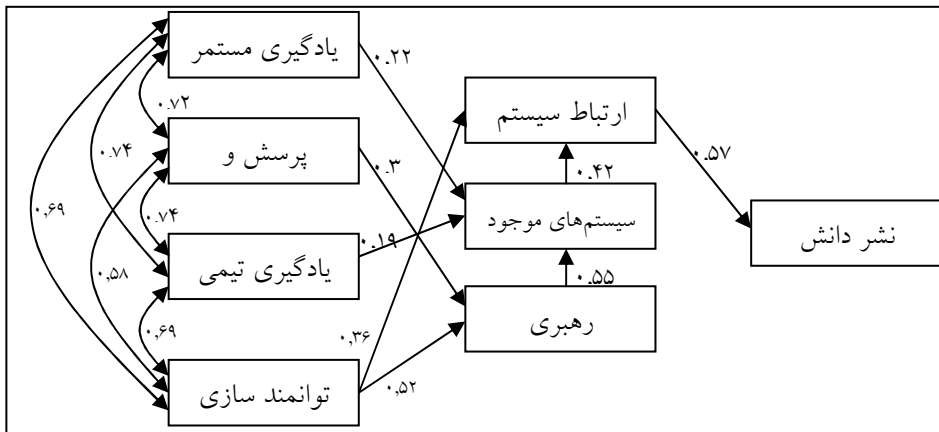 یادگیری مستمر
پرسش و
یادگیری تیمی
توانمند سازی
ارتباط سیستم
سیستم‌های موجود
رهبری
نشر دانش
۰.۲۲
۰.۷۲
۰.۷۴
۰.۳
۰.۴۲
۰.۵۷
۰,۶۹
۰.۷۴
۰.۱۹
۰,۵۸
۰.۵۵
۰,۶۹
۰,۳۶
۰,۵۲